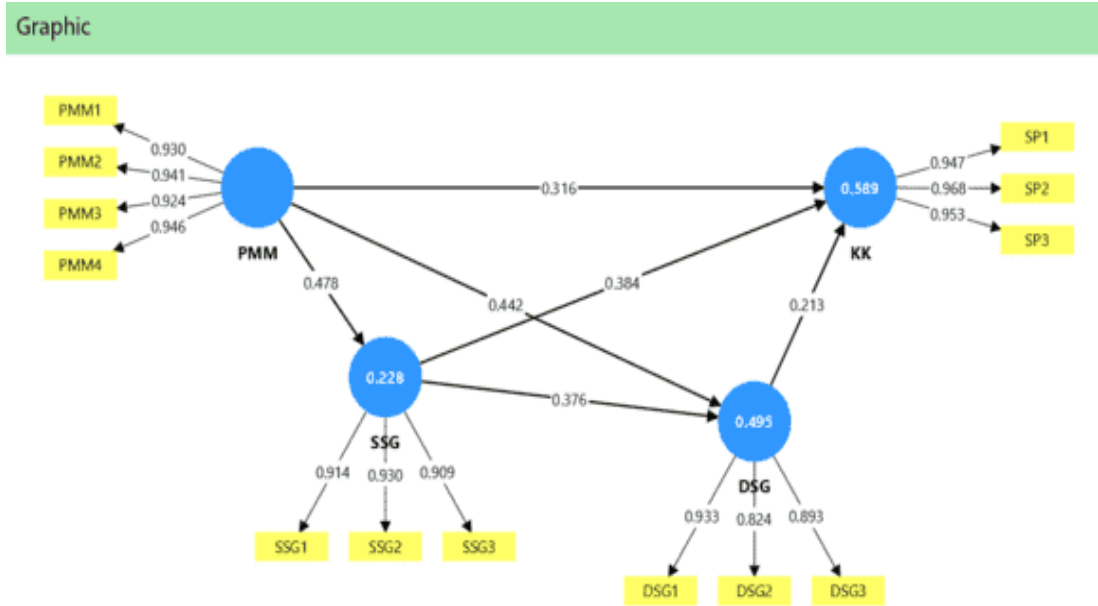 Graphic
PMM1
PMM2
PMM3
PMM4
0.930
0.941
0.924
0.946
PMM
0.316
0.589
KK
0.947
0.968
0.953
SP1
SP2
SP3
0.478
0.442
0.384
0.213
0.228
SSG
0.376
0.495
DSG
0.914
0.930
0.909
SSG1
SSG2
SSG3
0.933
0.824
0.893
DSG1
DSG2
DSG3